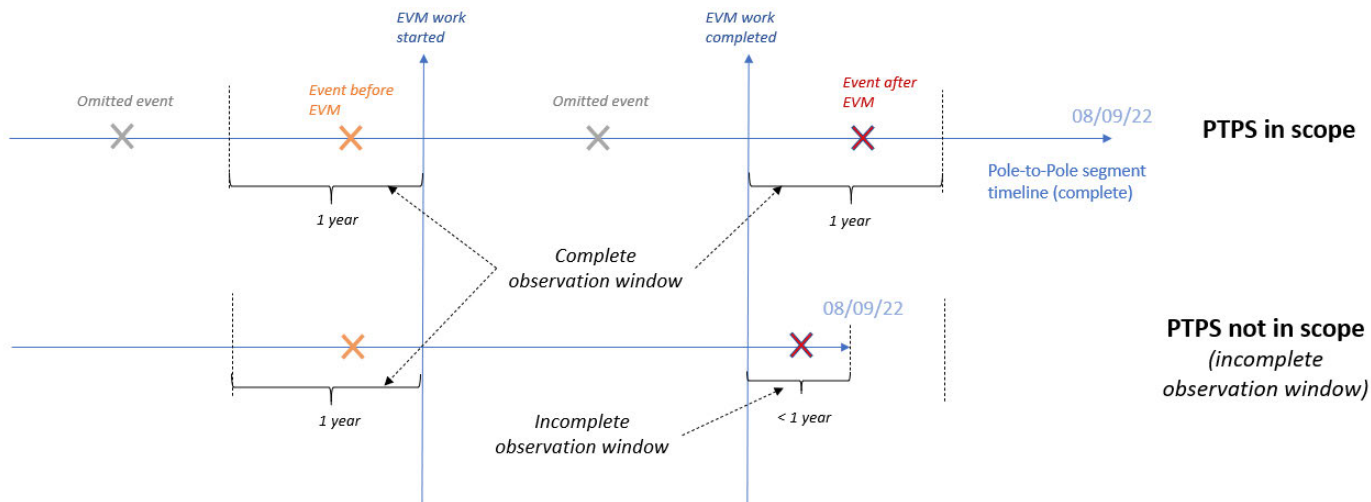 EVM work
started
EVM work
completed
Omitted event
Event before
EVM
Omitted event
Event after
EVM
08/09/22
PTPS in scope
Pole-to-Pole segment
timeline (complete)
1 year
1 year
Complete
observation window
08/09/22
PTPS not in scope
(incomplete
observation window)
1 year
Incomplete
observation window
< 1 year